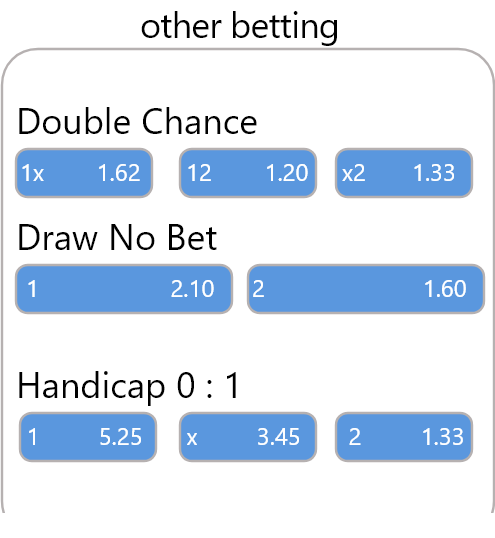 other betting
Double Chance
1x 1.62 12 1.20 x2 1.33
Draw No Bet
1 2.10 2 1.60
Handicap 0 : 1
1 5.25 x 3.45 2 1.33